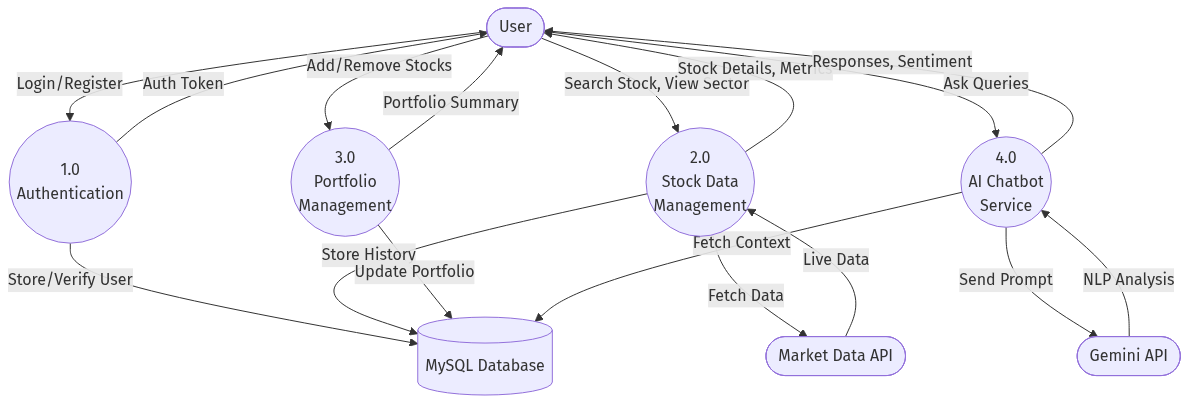 User
Login/Register
Auth Token
Add/Remove Stocks
Portfolio Summary
Search Stock, View Sector
Stock Details, Metrics
Responses, Sentiment
Ask Queries
1.0
Authentication
3.0
Portfolio
Management
2.0
Stock Data
Management
4.0
AI Chatbot
Service
Store/Verify User
Store History
Update Portfolio
Fetch Context
Live Data
Fetch Data
Send Prompt
NLP Analysis
MySQL Database
Market Data API
Gemini API